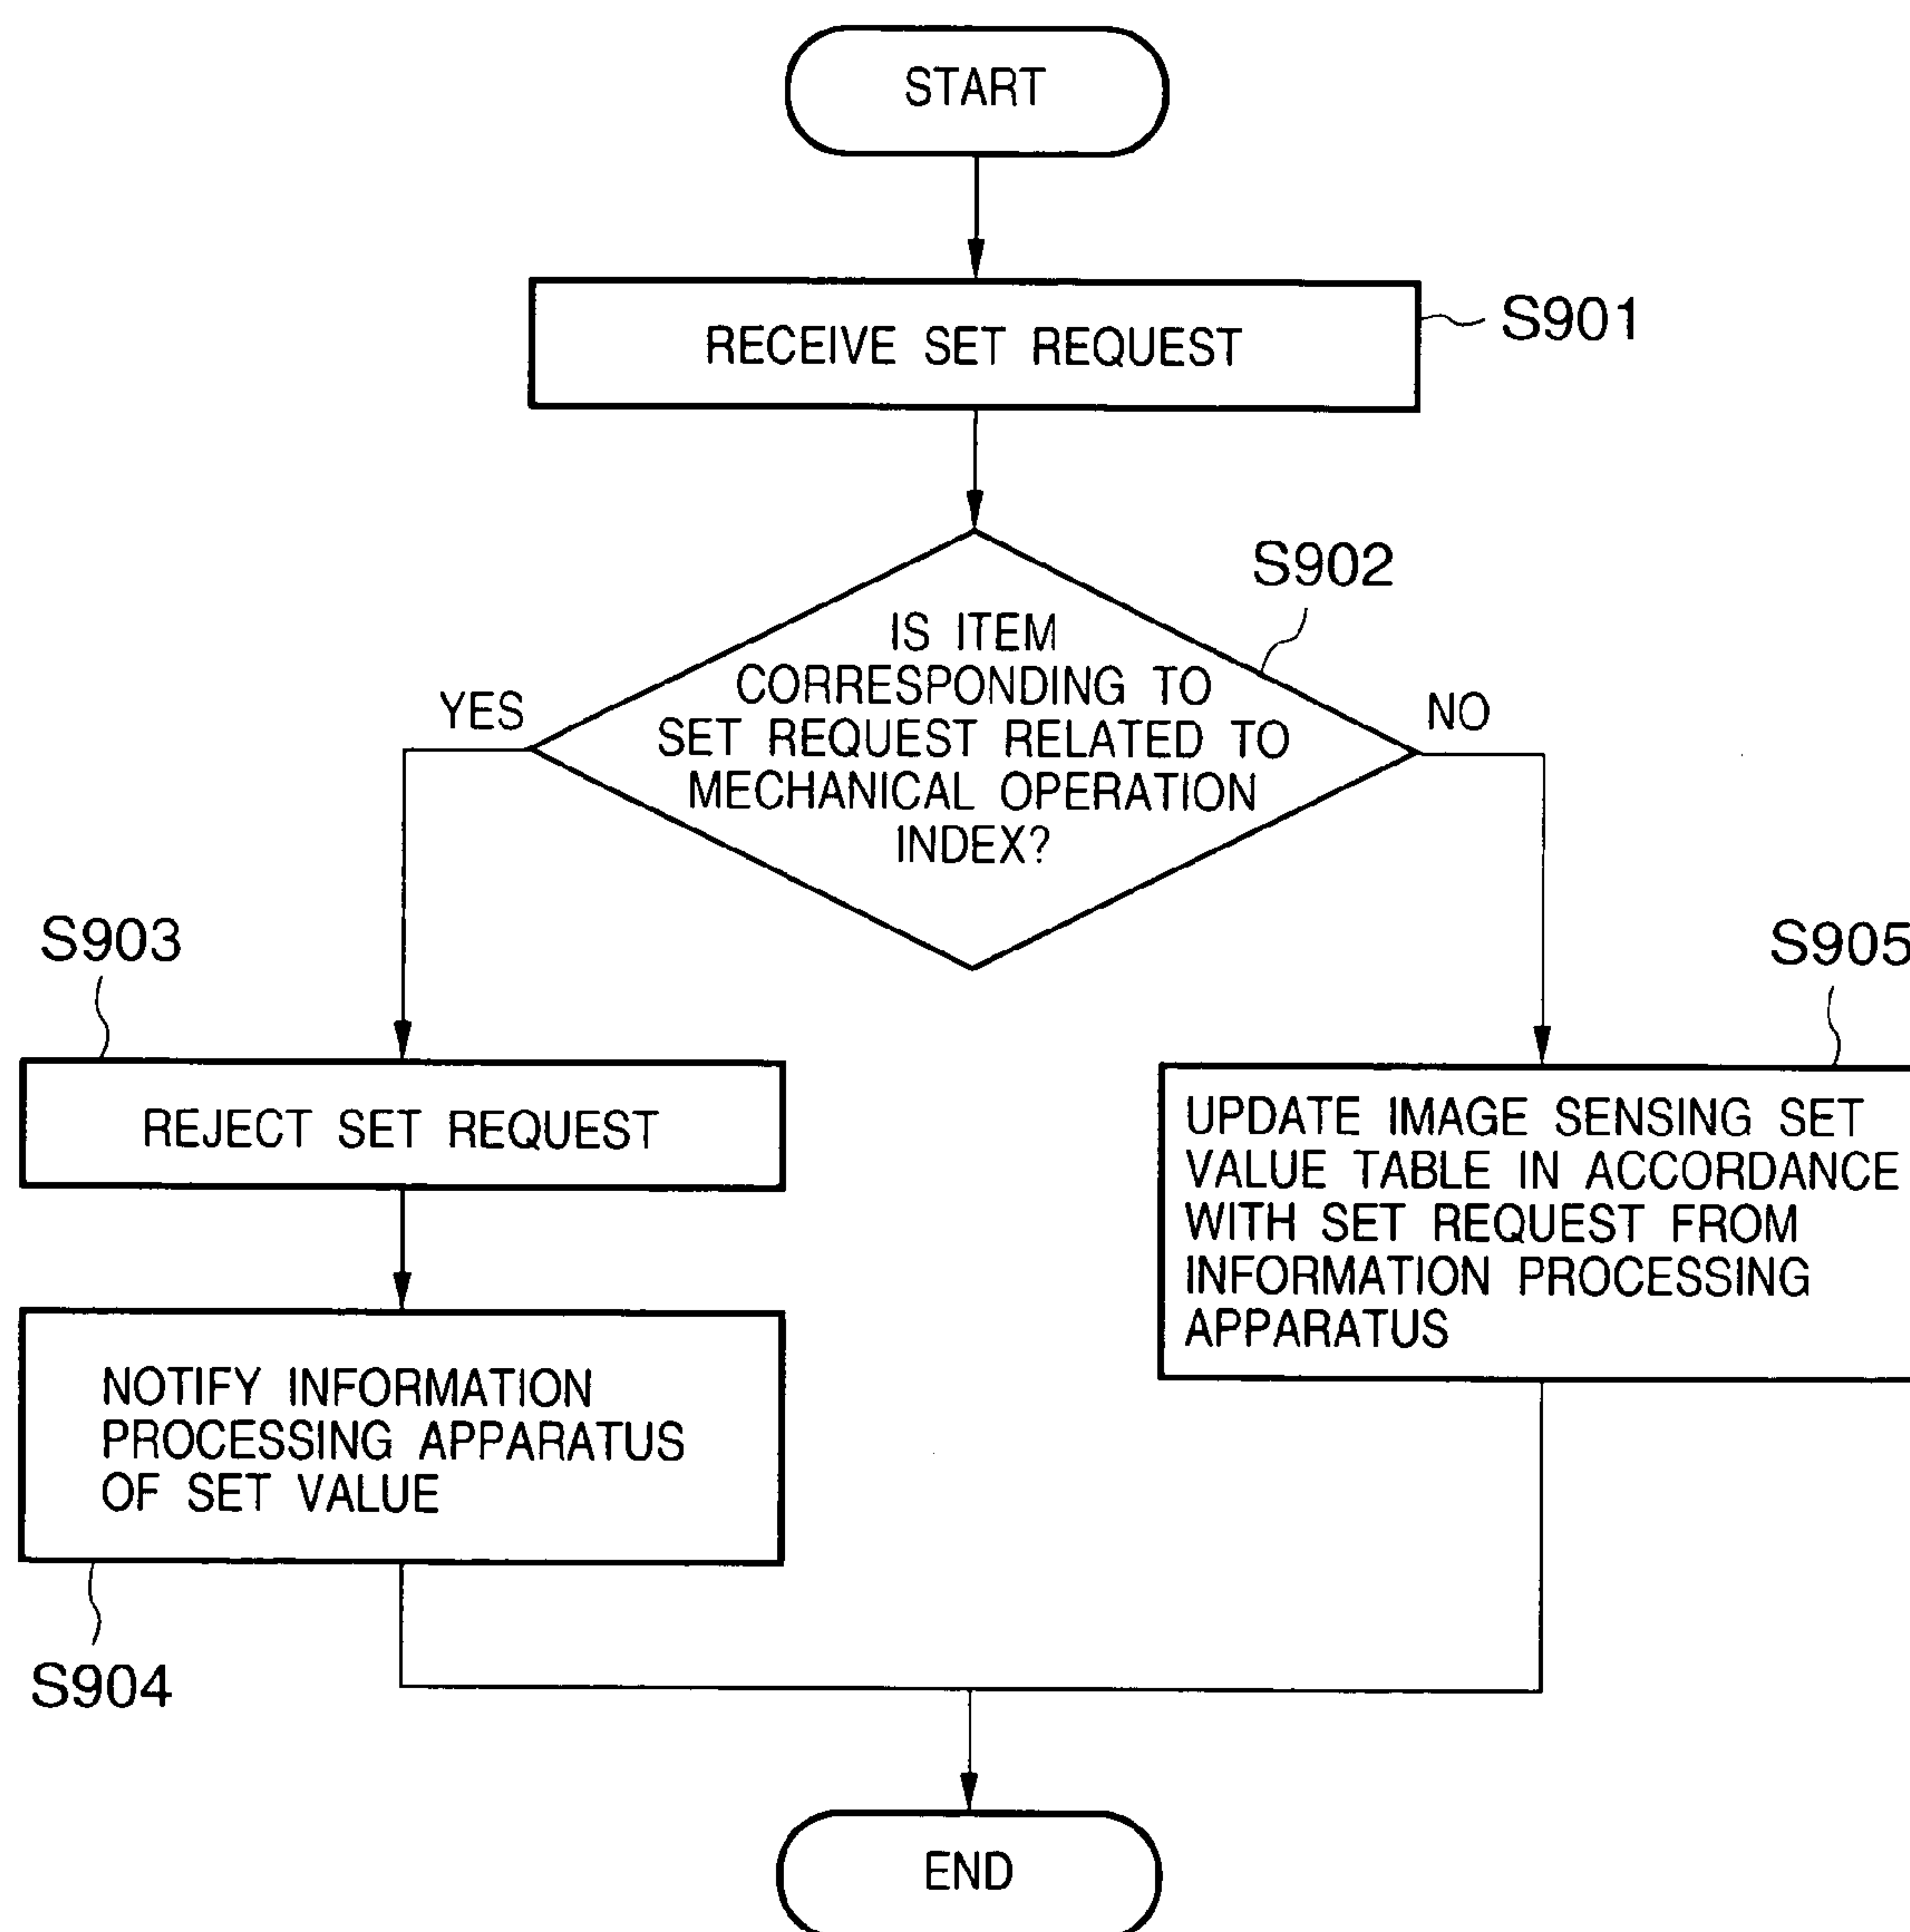 START
RECEIVE SET REQUEST
S901
S902
IS ITEM
CORRESPONDING TO
SET REQUEST RELATED TO
MECHANICAL OPERATION
INDEX?
YES
NO
S903
REJECT SET REQUEST
S905
UPDATE IMAGE SENSING SET
VALUE TABLE IN ACCORDANCE
WITH SET REQUEST FROM
INFORMATION PROCESSING
APPARATUS
NOTIFY INFORMATION
PROCESSING APPARATUS
OF SET VALUE
S904
END